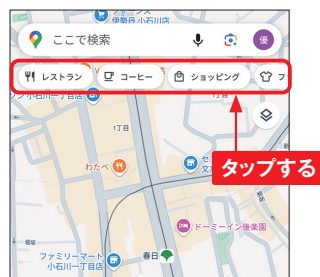 伊勢丹 小石川店
ここで検索
優
レストラン
コーヒー
ショッピング
小石川一丁目店
1丁目
わたべ
タップする
ドーミーイン後楽園
堀坂
ファミリーマート
小石川一丁目店
春日